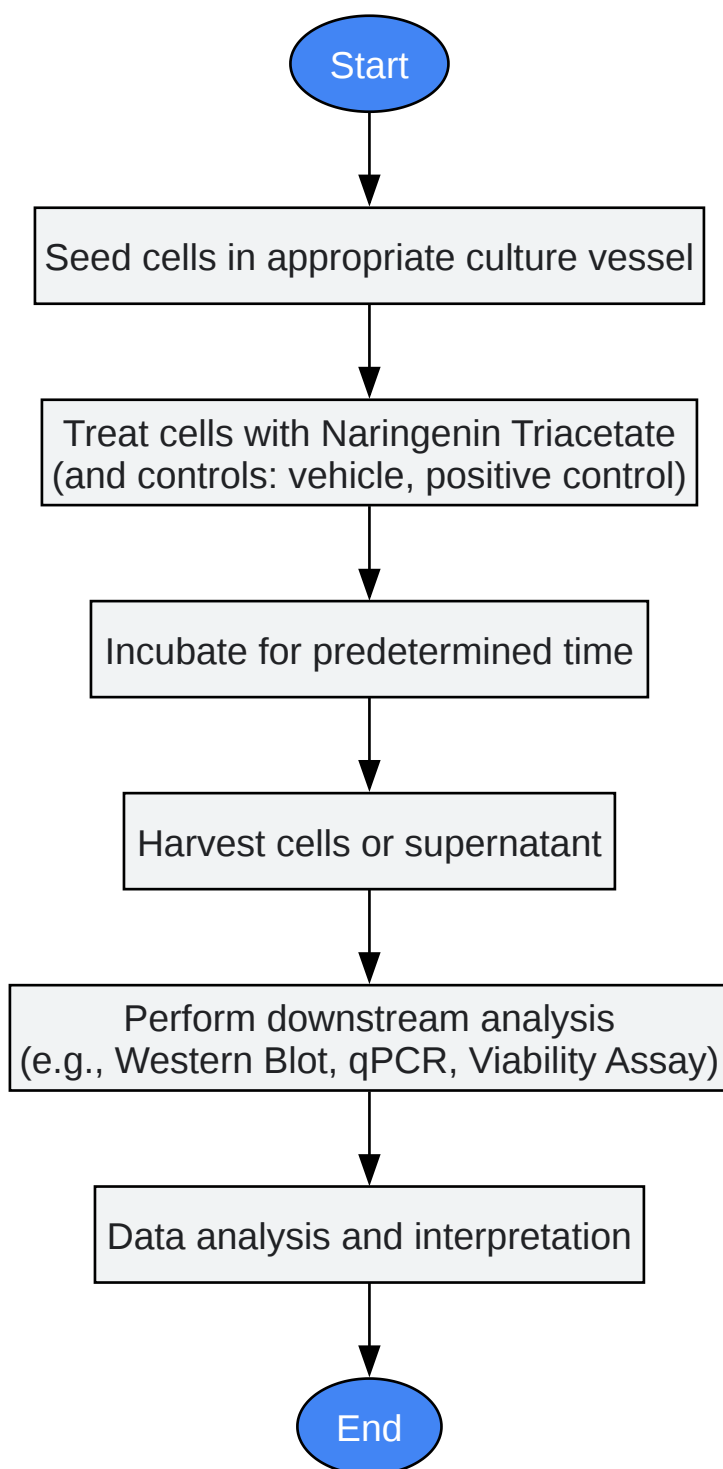 Start
Seed cells in appropriate culture vessel
Treat cells with Naringenin Triacetate
(and controls: vehicle, positive control)
Incubate for predetermined time
Harvest cells or supernatant
Perform downstream analysis
(e.g., Western Blot, qPCR, Viability Assay)
Data analysis and interpretation
End